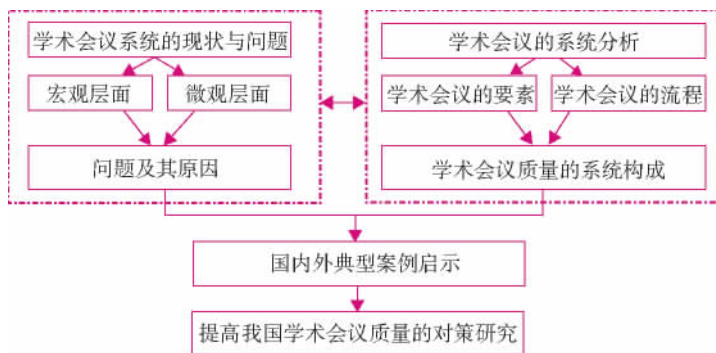 学术会议系统的现状与问题
宏观层面
微观层面
问题及其原因
学术会议的系统分析
学术会议的要素
学术会议的流程
学术会议质量的系统构成
国内外典型案例启示
提高我国学术会议质量的对策研究